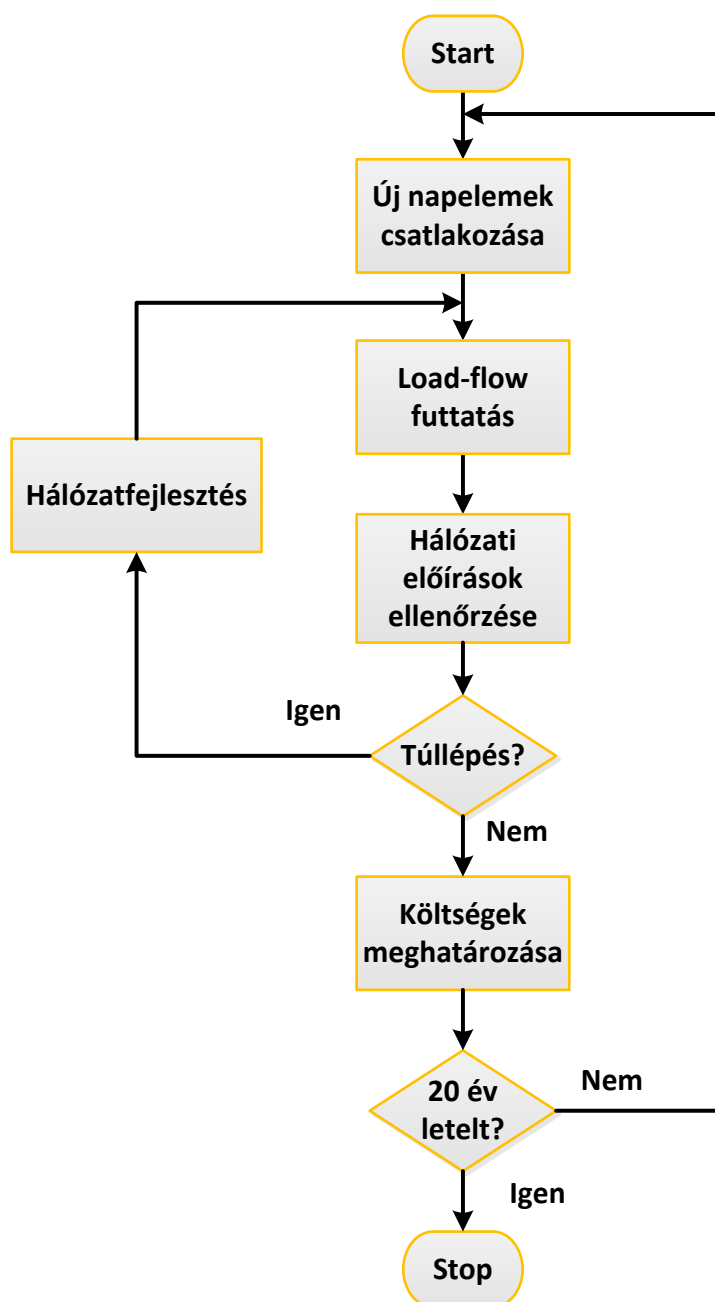 Start
Új napelemek
csatlakozása
Load-flow
futtatás
Hálózatfejlesztés
Hálózati
előírások
ellenőrzése
Igen
Túllépés?
Nem
Költségek
meghatározása
20 év
letelt?
Nem
Igen
Stop